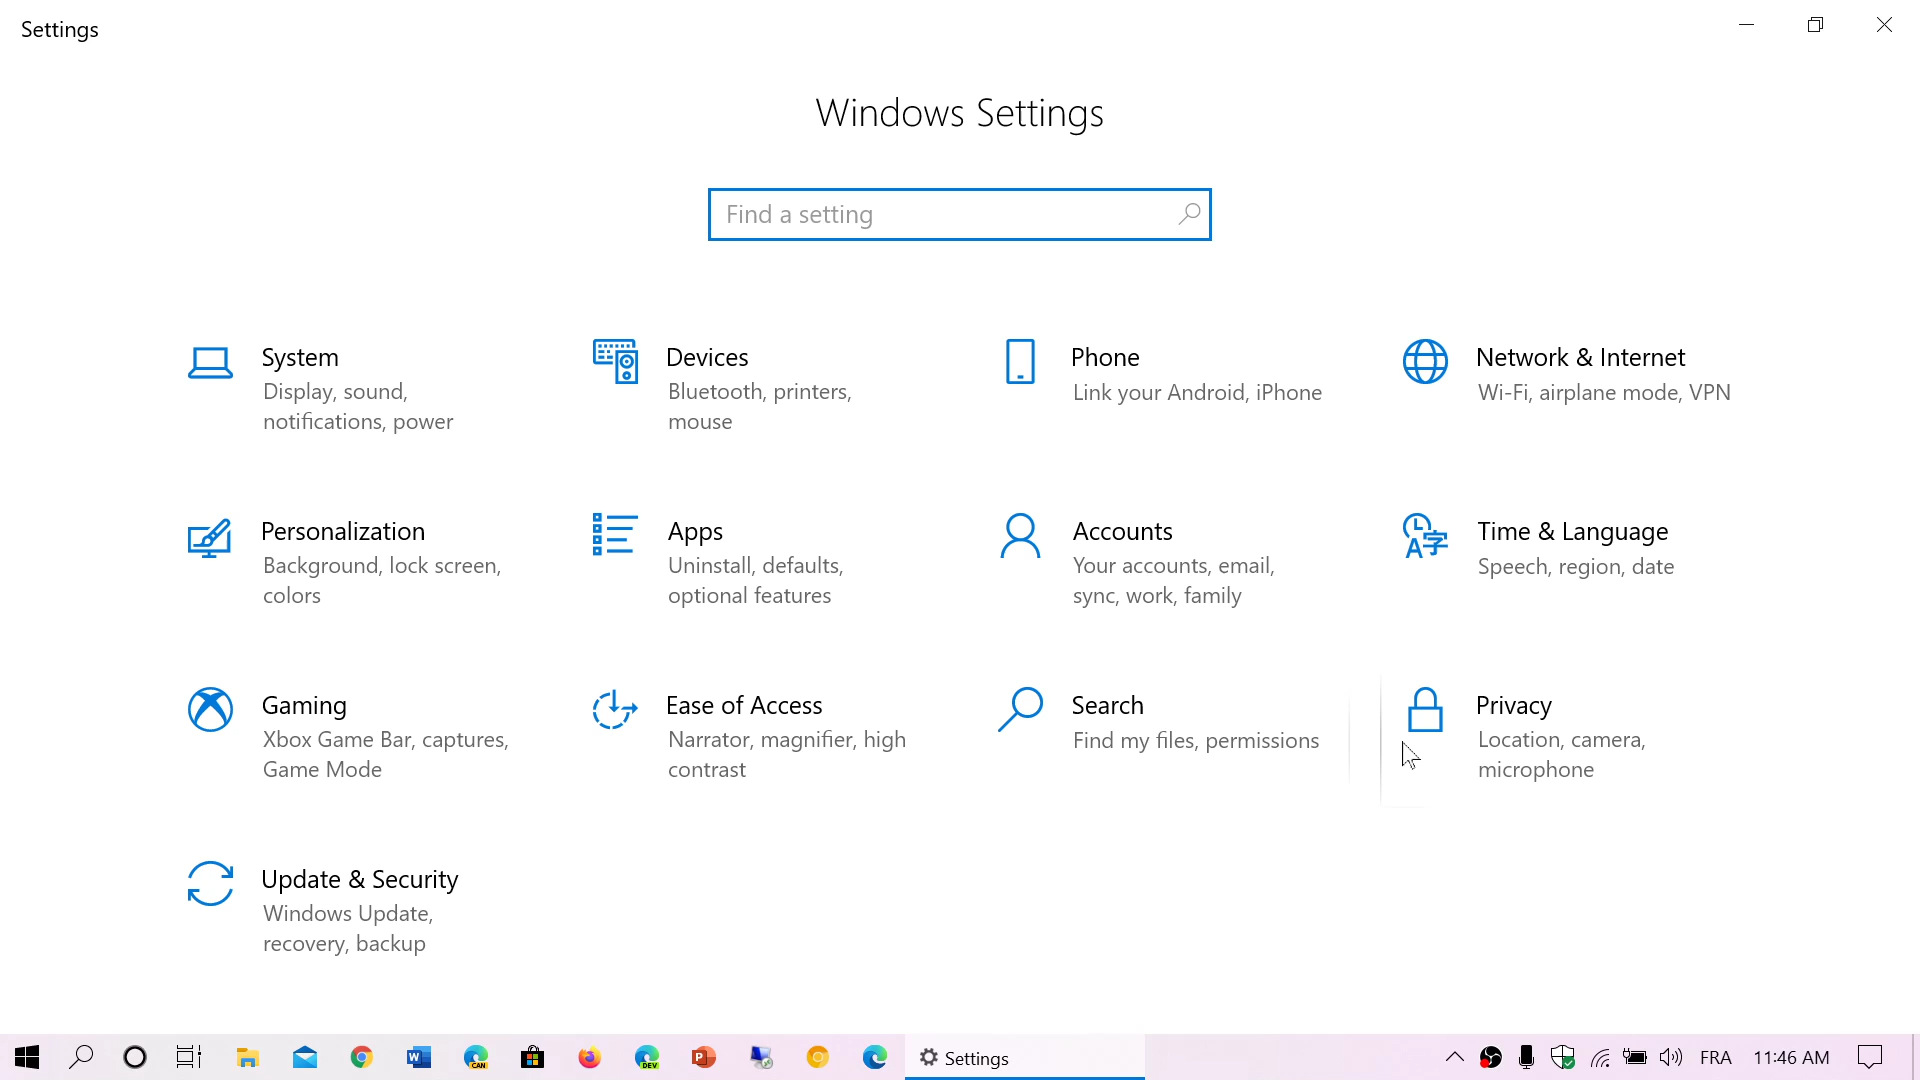 Settings
Windows Settings
Find a setting
System
Display, sound,
notifications, power
Devices
Bluetooth, printers,
mouse
Phone
Link your Android, iPhone
Network & Internet
Wi-Fi, airplane mode, VPN
Personalization
Background, lock screen,
colors
Apps
Uninstall, defaults,
optional features
Accounts
Your accounts, email,
sync, work, family
Time & Language
Speech, region, date
Gaming
Xbox Game Bar, captures,
Game Mode
Ease of Access
Narrator, magnifier, high
contrast
Search
Find my files, permissions
Privacy
Location, camera,
microphone
Update & Security
Windows Update,
recovery, backup
W
CAN
DEV
P
Settings
FRA
11:46 AM